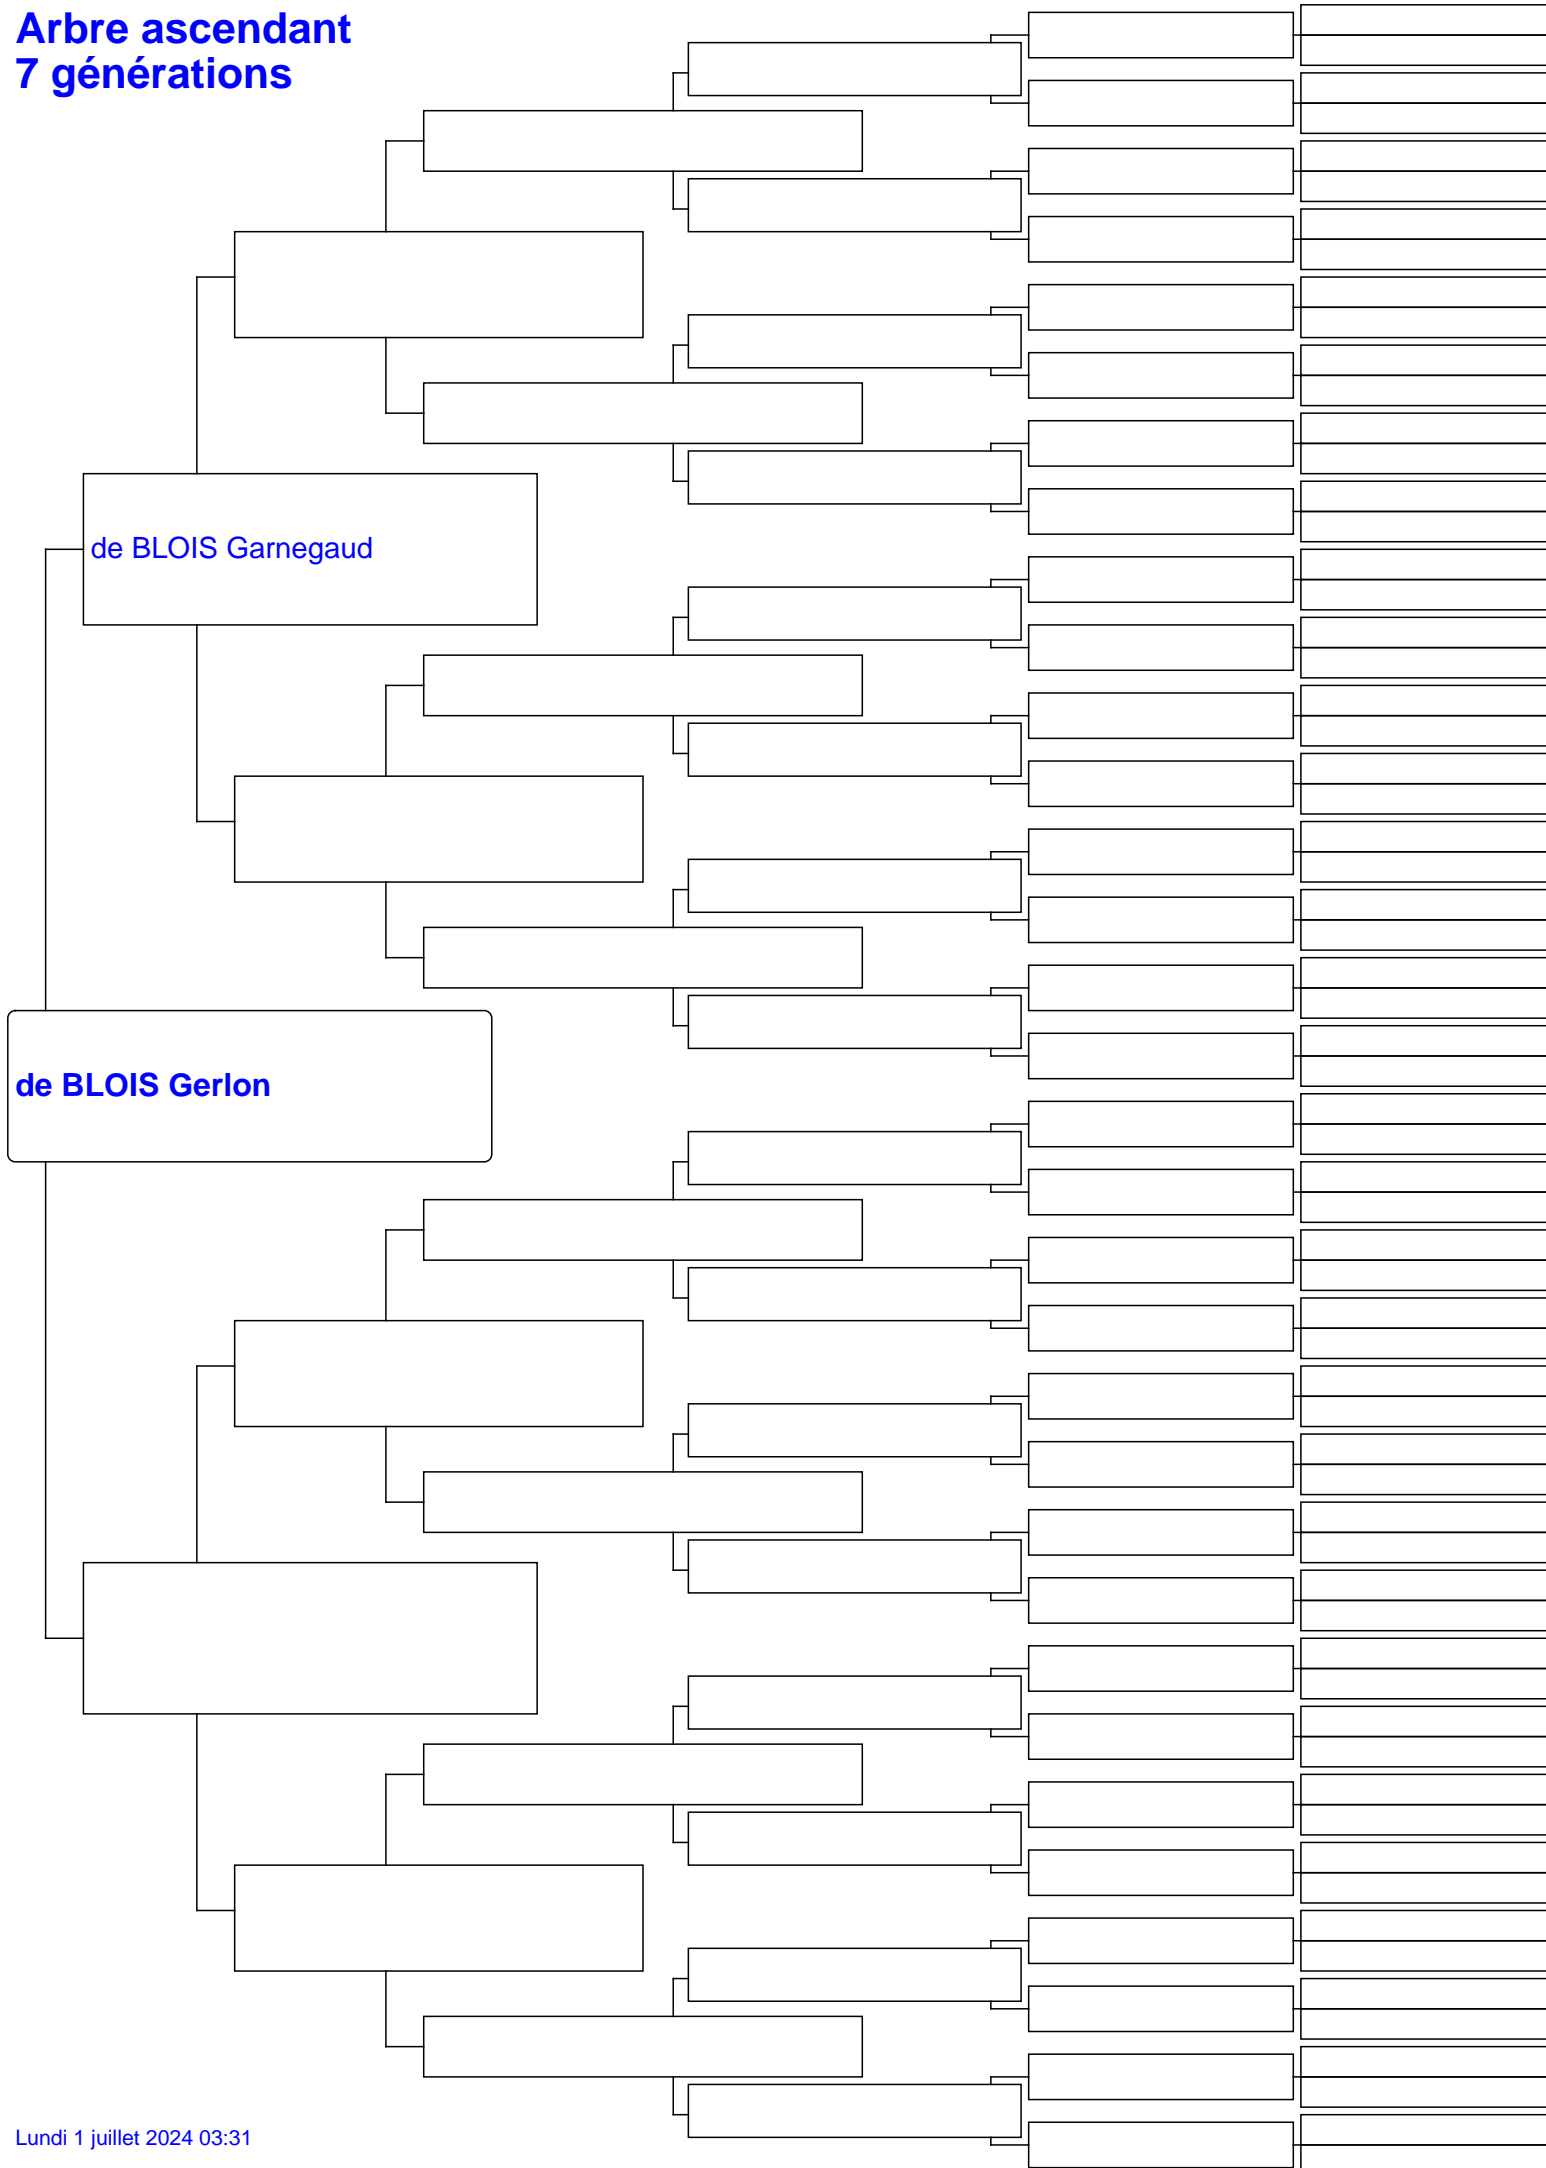 Arbre ascendant
7 générations
de BLOIS Garnegaud
de BLOIS Gerlon
Lundi 1 juillet 2024 03:31